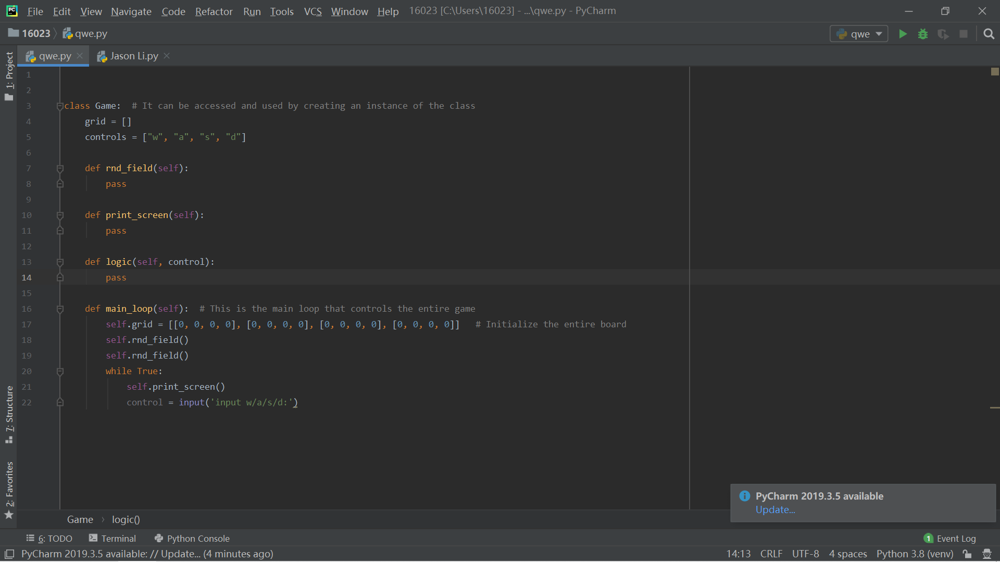 File Edit View Navigate Code Refactor Run Tools VCS Window Help 16023 [C:\Users\16023] - ...\qwe.py - PyCharm
16023 qwe.py qwe
qwe.py Jason Li.py
1: Project
1
2
3 class Game:  # It can be accessed and used by creating an instance of the class
4     grid = []
5     controls = ["w", "a", "s", "d"]
6
7     def rnd_field(self):
8         pass
9
10     def print_screen(self):
11         pass
12
13     def logic(self, control):
14         pass
15
16     def main_loop(self):  # This is the main loop that controls the entire game
17         self.grid = [[0, 0, 0, 0], [0, 0, 0, 0], [0, 0, 0, 0], [0, 0, 0, 0]]   # Initialize the entire board
18         self.rnd_field()
19         self.rnd_field()
20         while True:
21             self.print_screen()
22             control = input('input w/a/s/d:')
7: Structure
2: Favorites
PyCharm 2019.3.5 available
Update...
Game › logic()
6: TODO Terminal Python Console 1 Event Log
PyCharm 2019.3.5 available: // Update... (4 minutes ago) 14:13 CRLF UTF-8 4 spaces Python 3.8 (venv)